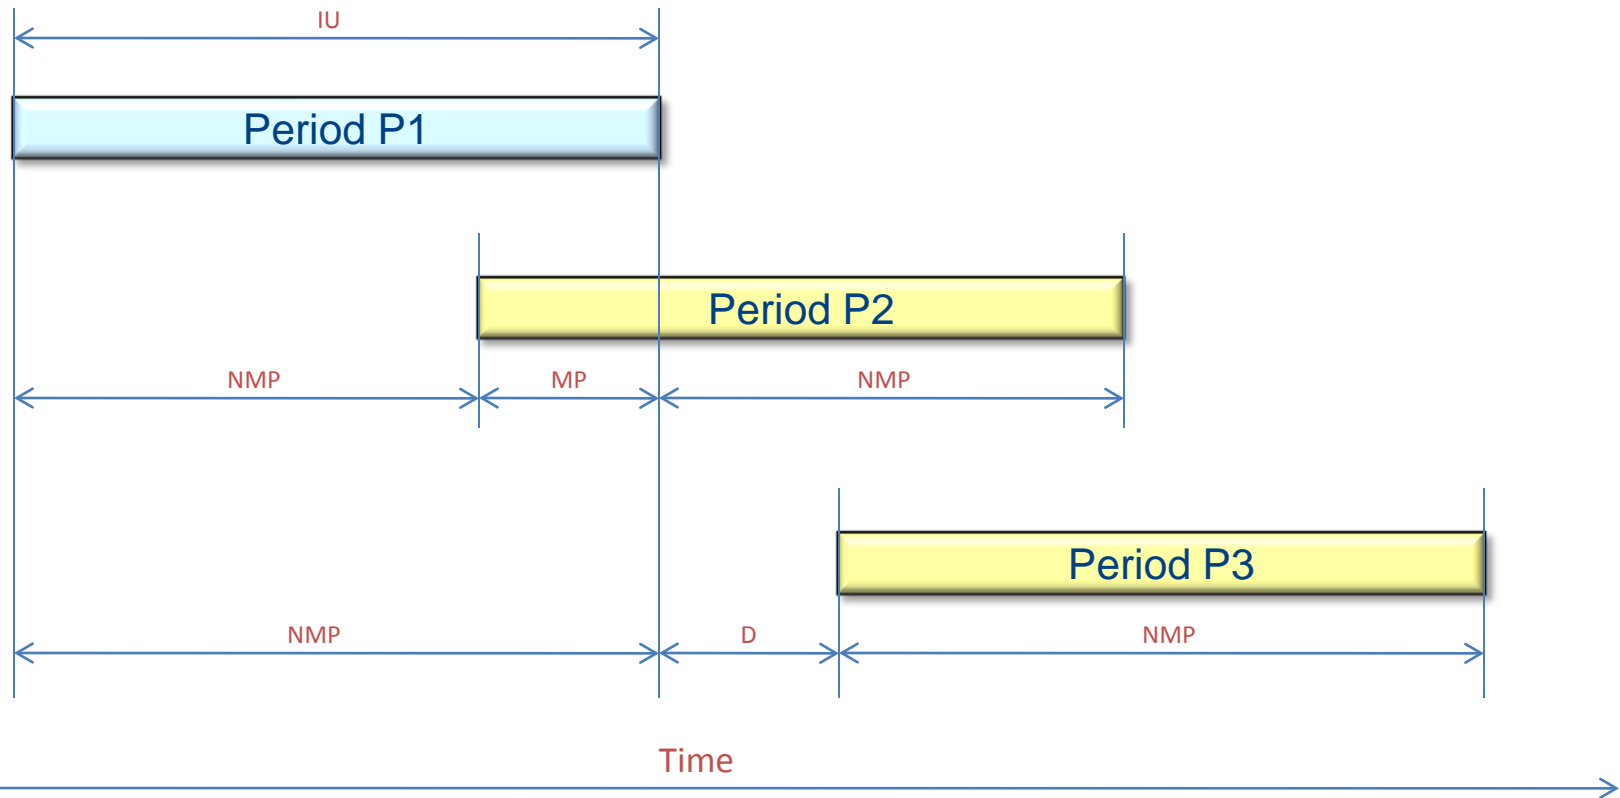 IU
Period P1
Period P2
NMP MP NMP
Period P3
NMP D NMP
Time